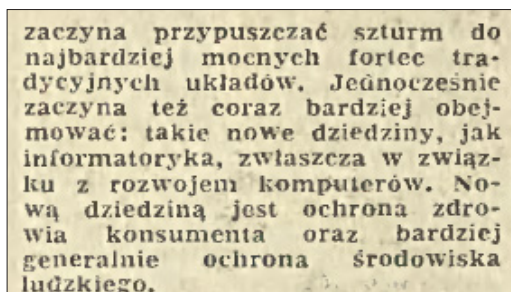 zaczyna przypuszczać szturm do
najbardziej mocnych fortec tra-
dycyjnych układów. Jednocześnie
zaczyna też coraz bardziej obej-
mować: takie nowe dziedziny, jak
informatoryka, zwłaszcza w związ-
ku z rozwojem komputerów. No-
wą dziedziną jest ochrona zdro-
wia konsumenta oraz bardziej
generalnie ochrona środowiska
ludzkiego.